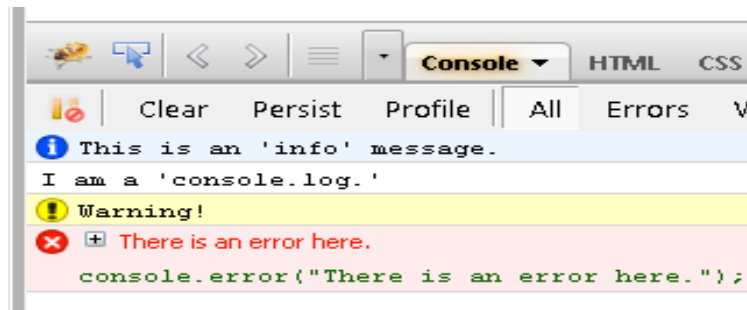 Console HTML CSS
Clear Persist Profile All Errors
This is an 'info' message.
I am a 'console.log.'
Warning!
There is an error here.
console.error("There is an error here.");